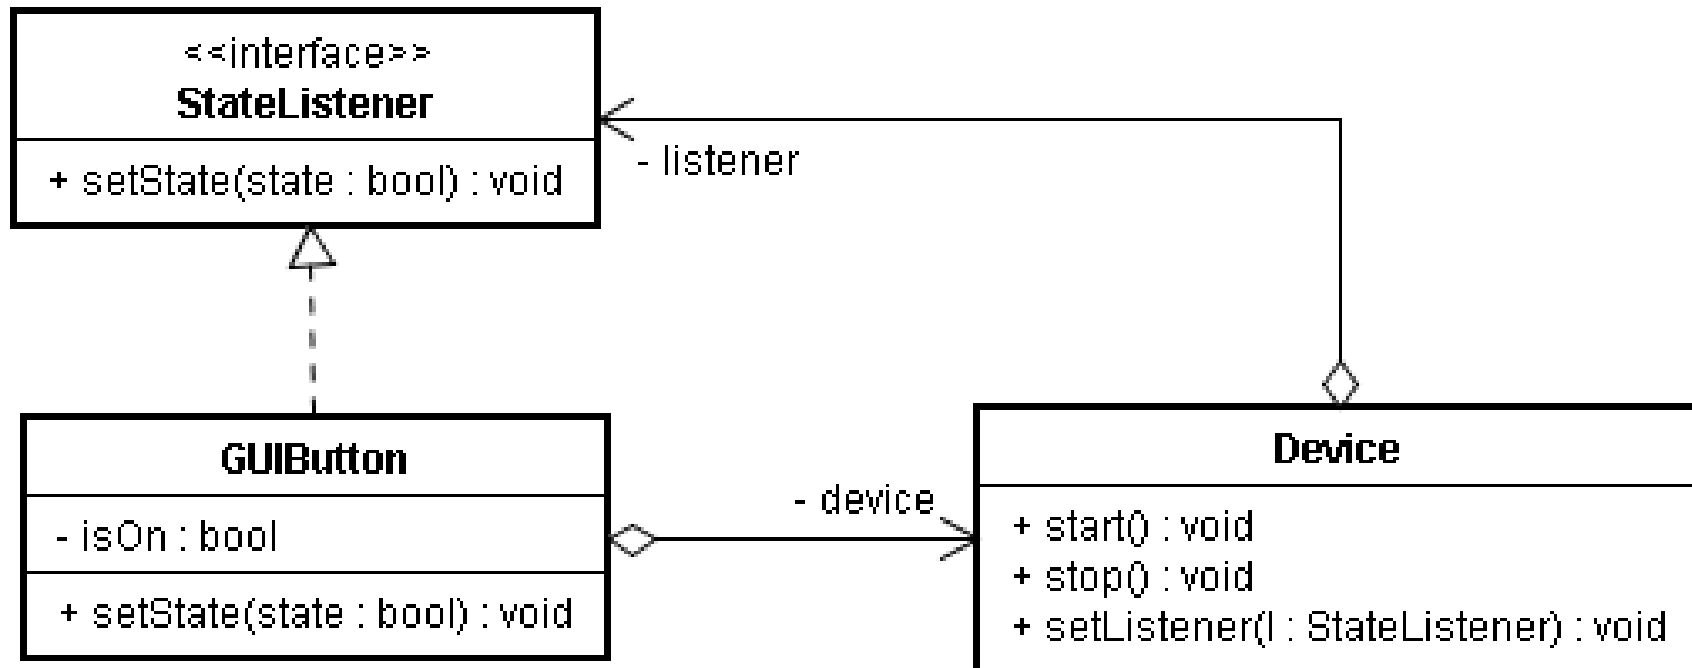 <<interface>>
StateListener
+ setState(state : bool) : void
- listener
GUIButton
- isOn : bool
+ setState(state : bool) : void
- device
Device
+ start() : void
+ stop() : void
+ setListener(l : StateListener) : void